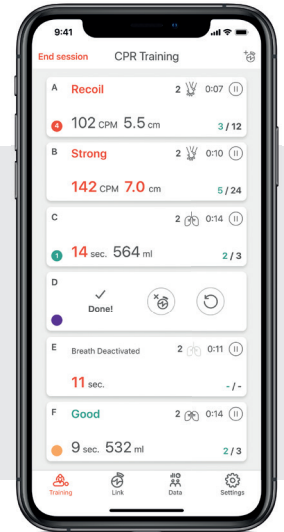 9:41
End session CPR Training
A Recoil 2 0:07
4 102 CPM 5.5 cm 3 / 12
B Strong 2 0:10
142 CPM 7.0 cm 5 / 24
C 2 0:14
1 14 sec. 564 ml 2 / 3
D
Done!
E Breath Deactivated 2 0:11
11 sec. - / -
F Good 2 0:14
9 sec. 532 ml 2 / 3
Training Link Data Settings